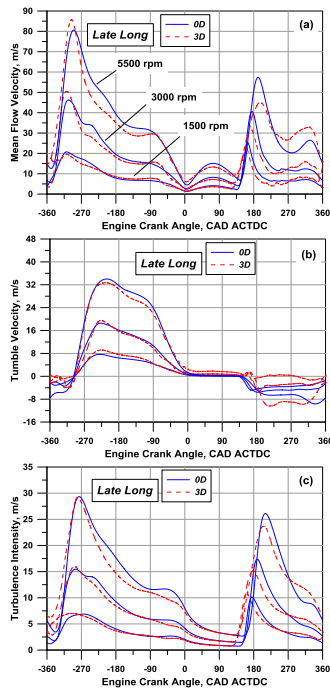 90
80
70
60
50
40
30
20
10
0
Mean Flow Velocity, m/s
Late Long
0D
3D
(a)
5500 rpm
3000 rpm
1500 rpm
-360 -270 -180 -90 0 90 180 270 360
Engine Crank Angle, CAD ACTDC
48
40
32
24
16
8
0
-8
-16
Tumble Velocity, m/s
Late Long
0D
3D
(b)
-360 -270 -180 -90 0 90 180 270 360
Engine Crank Angle, CAD ACTDC
35
30
25
20
15
10
5
0
Turbulence Intensity, m/s
Late Long
0D
3D
(c)
-360 -270 -180 -90 0 90 180 270 360
Engine Crank Angle, CAD ACTDC